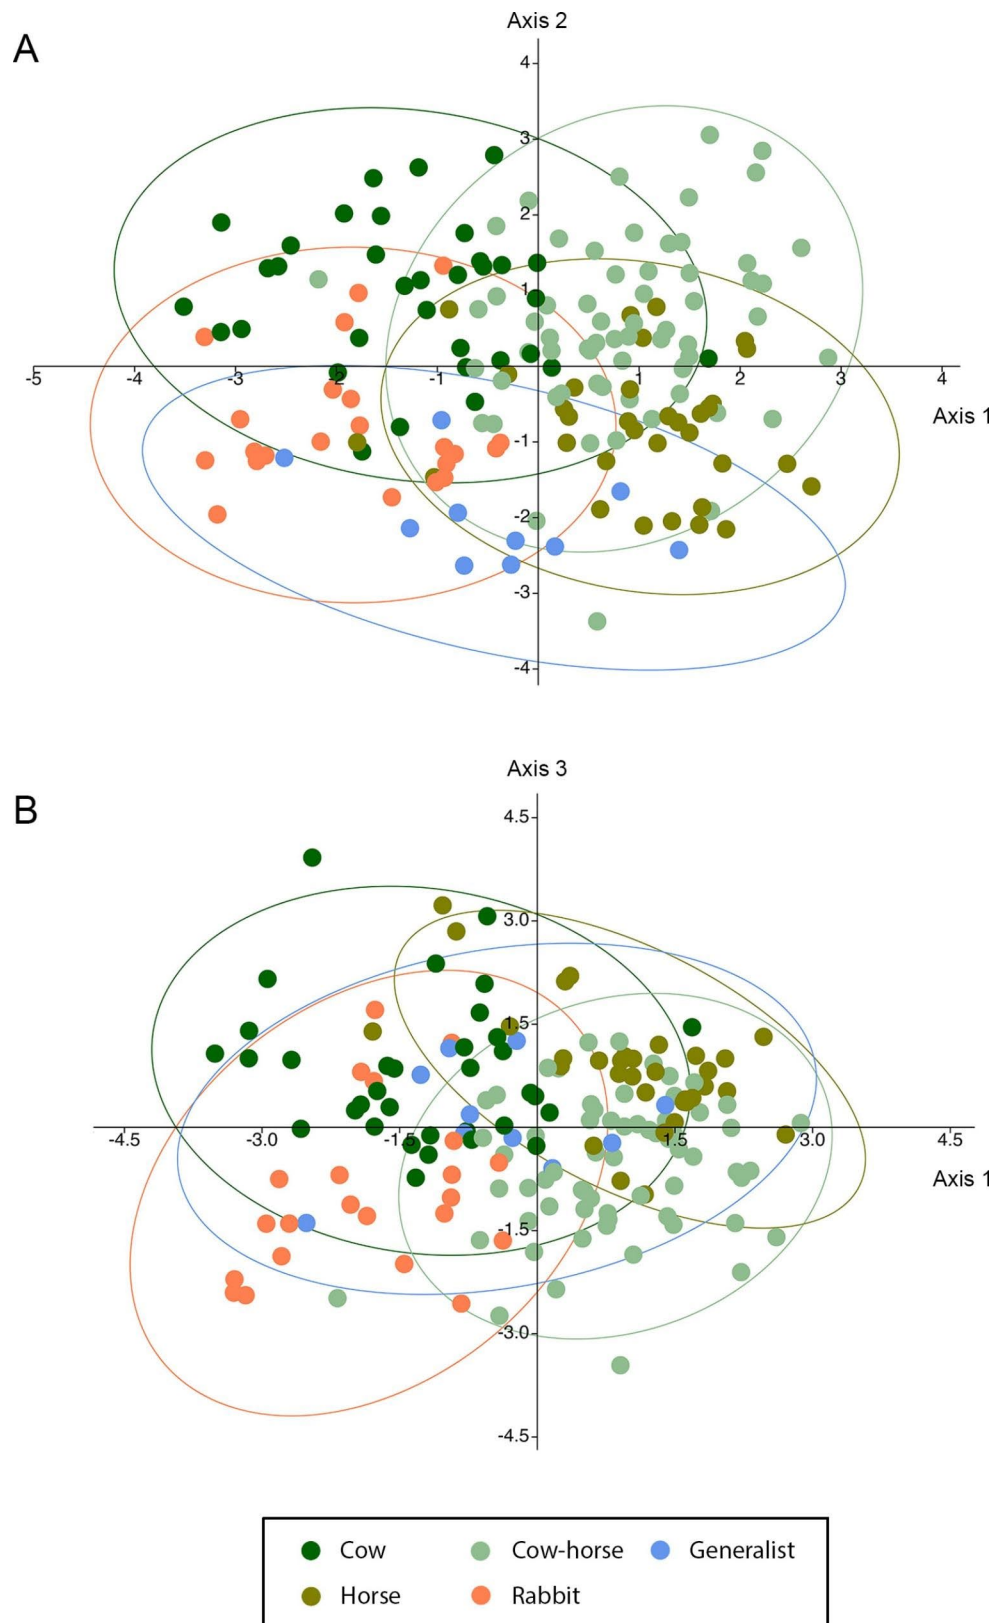 Axis 2
A
4
3
2
1
-5 -4 -3 -2 -1 1 2 3 4
Axis 1
-1
-2
-3
-4
Axis 3
B
4.5
3.0
1.5
-4.5 -3.0 -1.5 1.5 3.0 4.5
Axis 1
-1.5
-3.0
-4.5
Cow Cow-horse Generalist
Horse Rabbit